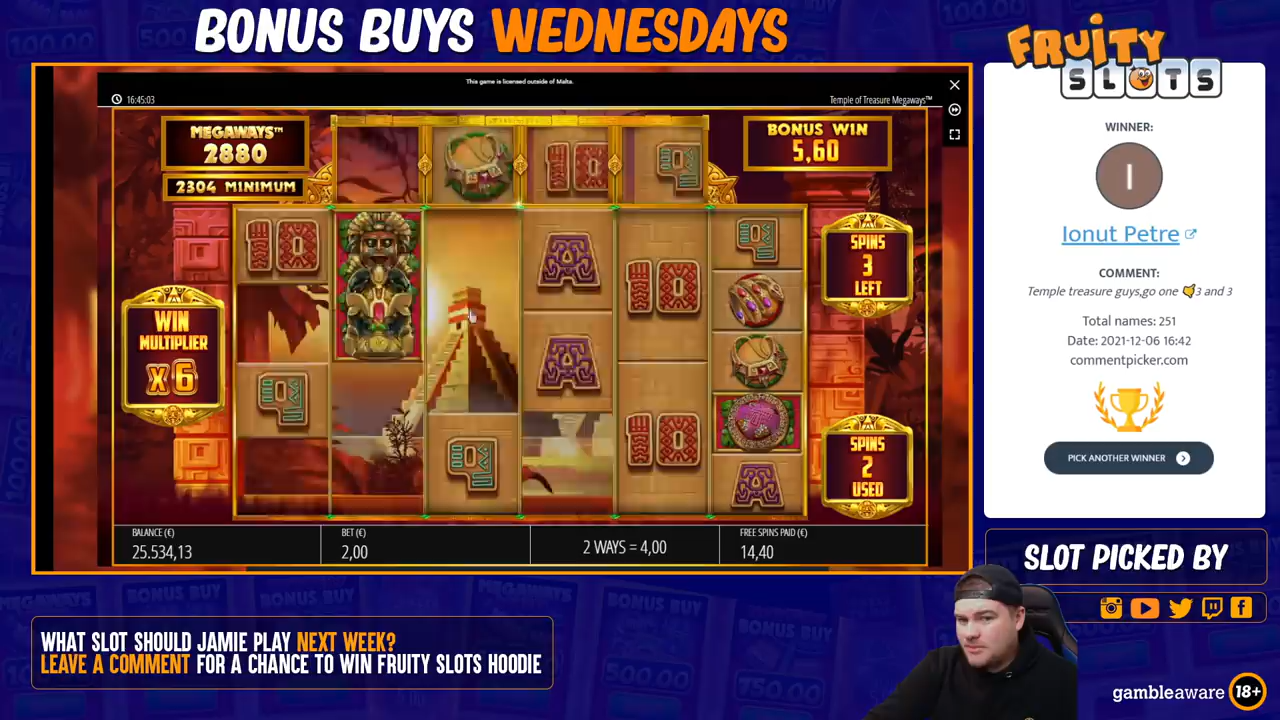 BONUS BUYS WEDNESDAYS
This game is licensed outside of Malta.
16:45:03
Temple of Treasure Megaways™
MEGAWAYS™
2880
2304 MINIMUM
BONUS WIN
5,60
10
10
WIN
MULTIPLIER
x6
SPINS
3
LEFT
10
10
SPINS
2
USED
BALANCE (€)
25.534,13
BET (€)
2,00
2 WAYS = 4,00
FREE SPINS PAID (€)
14,40
WHAT SLOT SHOULD JAMIE PLAY NEXT WEEK?
LEAVE A COMMENT FOR A CHANCE TO WIN FRUITY SLOTS HOODIE
FRUITY
SLOTS
WINNER:
I
Ionut Petre
COMMENT:
Temple treasure guys,go one 3 and 3
Total names: 251
Date: 2021-12-06 16:42
commentpicker.com
PICK ANOTHER WINNER
SLOT PICKED BY
gambleaware 18+